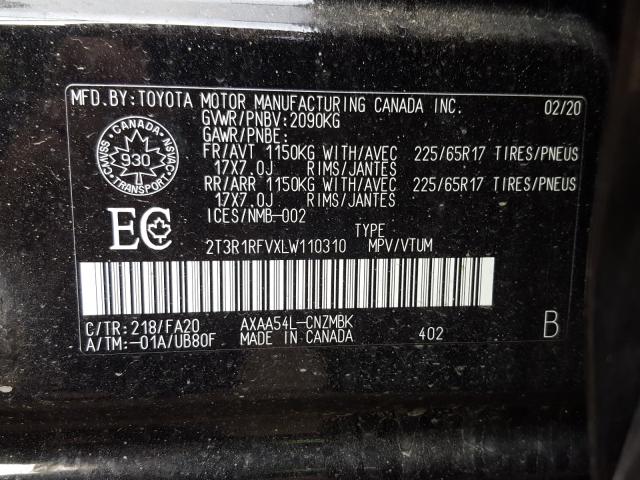 MFD.BY:TOYOTA MOTOR MANUFACTURING CANADA INC. 02/20
GVWR/PNBV:2090KG
GAWR/PNBE:
FR/AVT 1150KG WITH/AVEC 225/65R17 TIRES/PNEUS
17X7.0J RIMS/JANTES
RR/ARR 1150KG WITH/AVEC 225/65R17 TIRES/PNEUS
17X7.0J RIMS/JANTES
ICES/NMB-002
CANADA
CMVSS 930 NSVAC
TRANSPORT
EC
TYPE
2T3R1RFVXLW110310 MPV/VTUM
C/TR:218/FA20 AXAA54L-CNZMBK
A/TM:-01A/UB80F MADE IN CANADA 402 B